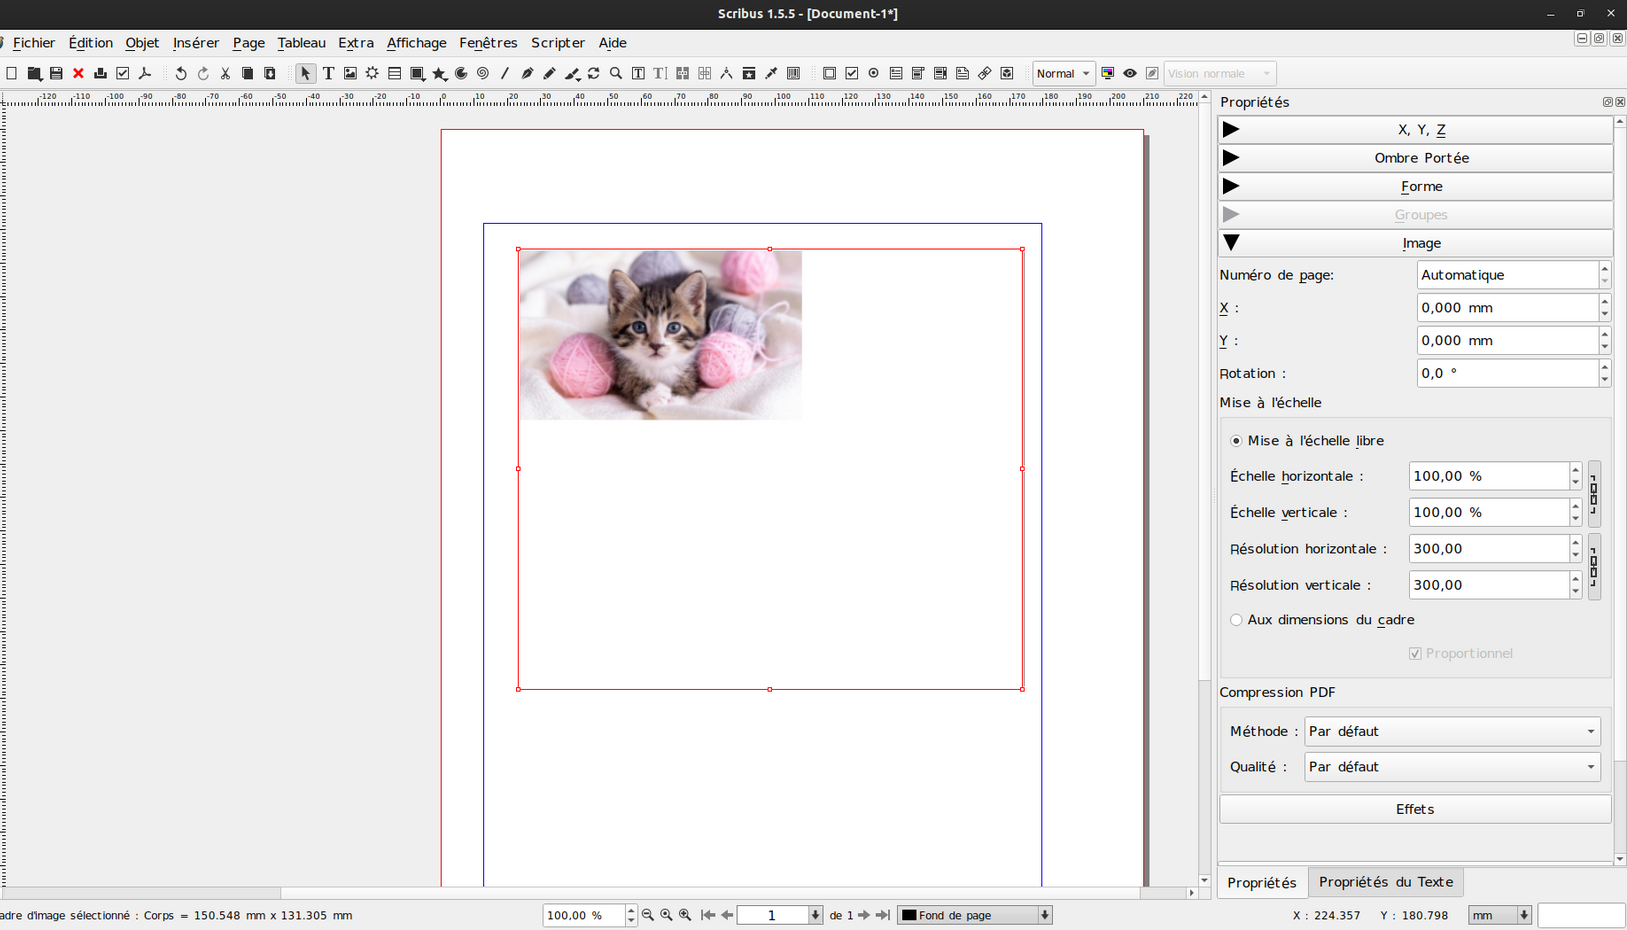 Scribus 1.5.5 - [Document-1*]
Fichier Édition Objet Insérer Page Tableau Extra Affichage Fenêtres Scripter Aide
Normal Vision normale
-120 -110 -100 -90 -80 -70 -60 -50 -40 -30 -20 -10 0 10 20 30 40 50 60 70 80 90 100 110 120 130 140 150 160 170 180 190 200 210 220
Propriétés
X, Y, Z
Ombre Portée
Forme
Groupes
Image
Numéro de page: Automatique
X : 0,000 mm
Y : 0,000 mm
Rotation : 0,0 °
Mise à l'échelle
Mise à l'échelle libre
Échelle horizontale : 100,00 %
Échelle verticale : 100,00 %
Résolution horizontale : 300,00
Résolution verticale : 300,00
Aux dimensions du cadre
Proportionnel
Compression PDF
Méthode : Par défaut
Qualité : Par défaut
Effets
Propriétés Propriétés du Texte
adre d'image sélectionné : Corps = 150.548 mm x 131.305 mm 100,00 % 1 de 1 Fond de page X : 224.357 Y : 180.798 mm